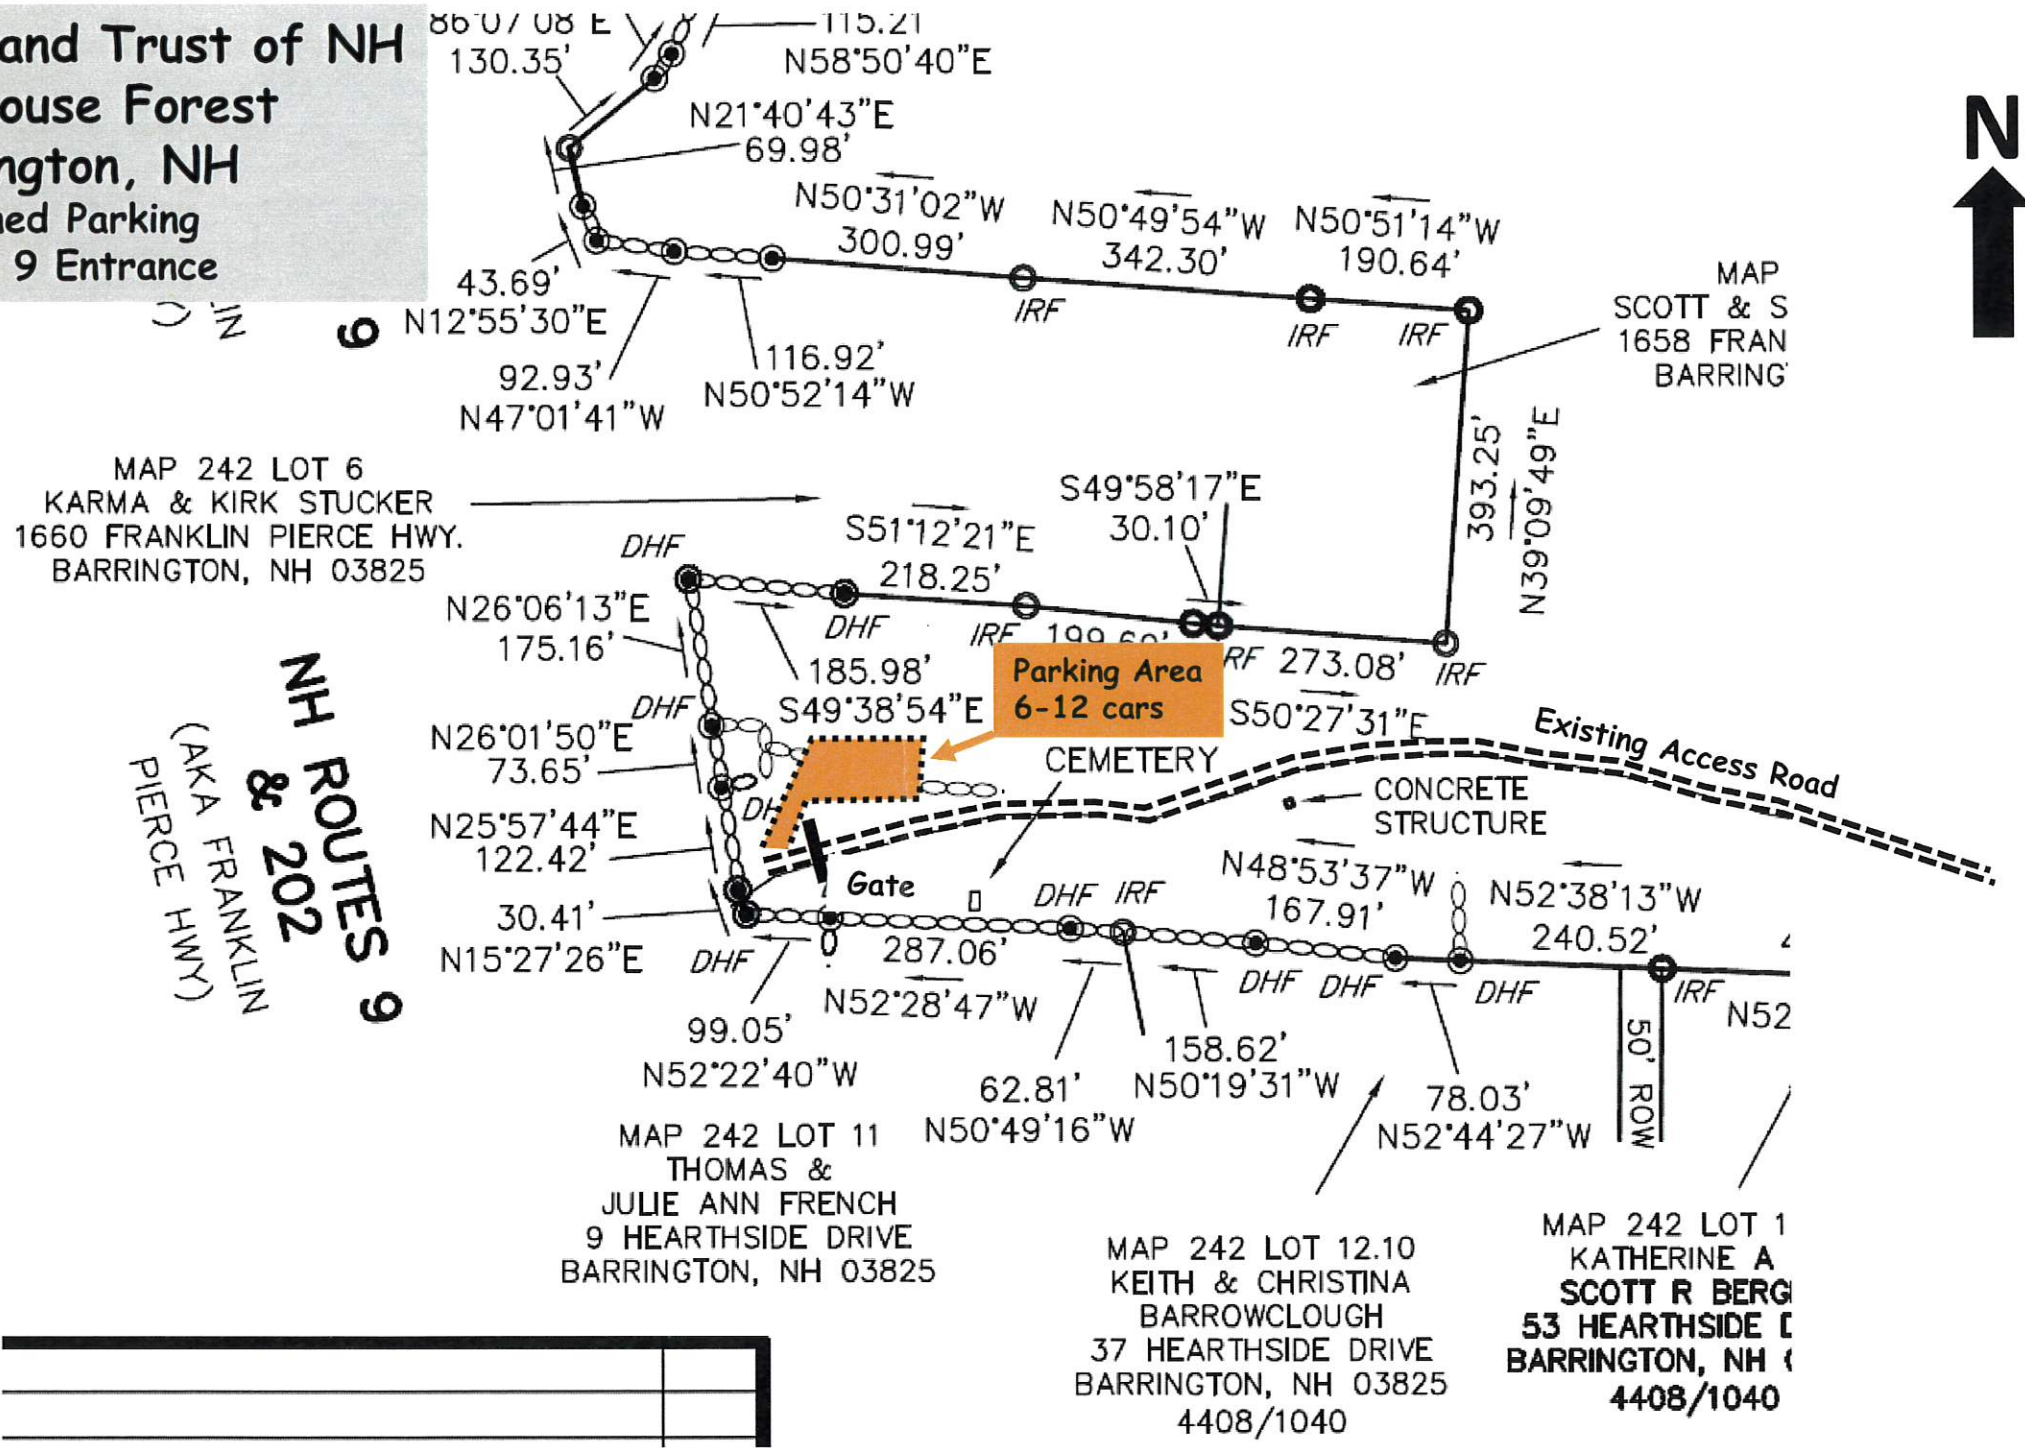 and Trust of NH
ouse Forest
ngton, NH
ned Parking
9 Entrance
86°07'08"E
130.35'
115.21
N58°50'40"E
N21°40'43"E
69.98'
N50°31'02"W
300.99'
N50°49'54"W
342.30'
N50°51'14"W
190.64'
N
IRF
IRF
IRF
43.69'
N12°55'30"E
9
92.93'
N47°01'41"W
116.92'
N50°52'14"W
MAP
SCOTT & S
1658 FRAN
BARRING
393.25'
N39°09'49"E
MAP 242 LOT 6
KARMA & KIRK STUCKER
1660 FRANKLIN PIERCE HWY.
BARRINGTON, NH 03825
DHF
S51°12'21"E
218.25'
S49°58'17"E
30.10'
N26°06'13"E
175.16'
DHF
IRF
199.60'
185.98'
S49°38'54"E
Parking Area
6-12 cars
RF
273.08'
IRF
S50°27'31"E
NH ROUTES 9
& 202
(AKA FRANKLIN
PIERCE HWY)
DHF
N26°01'50"E
73.65'
DH
CEMETERY
Existing Access Road
CONCRETE
STRUCTURE
N25°57'44"E
122.42'
Gate
DHF
IRF
N48°53'37"W
167.91'
N52°38'13"W
240.52'
30.41'
N15°27'26"E
DHF
287.06'
N52°28'47"W
DHF
DHF
DHF
IRF
N52
99.05'
N52°22'40"W
62.81'
N50°49'16"W
158.62'
N50°19'31"W
78.03'
N52°44'27"W
50' ROW
MAP 242 LOT 11
THOMAS &
JULIE ANN FRENCH
9 HEARTHSIDE DRIVE
BARRINGTON, NH 03825
MAP 242 LOT 12.10
KEITH & CHRISTINA
BARROWCLOUGH
37 HEARTHSIDE DRIVE
BARRINGTON, NH 03825
4408/1040
MAP 242 LOT 1
KATHERINE A
SCOTT R BERG
53 HEARTHSIDE
BARRINGTON, NH
4408/1040